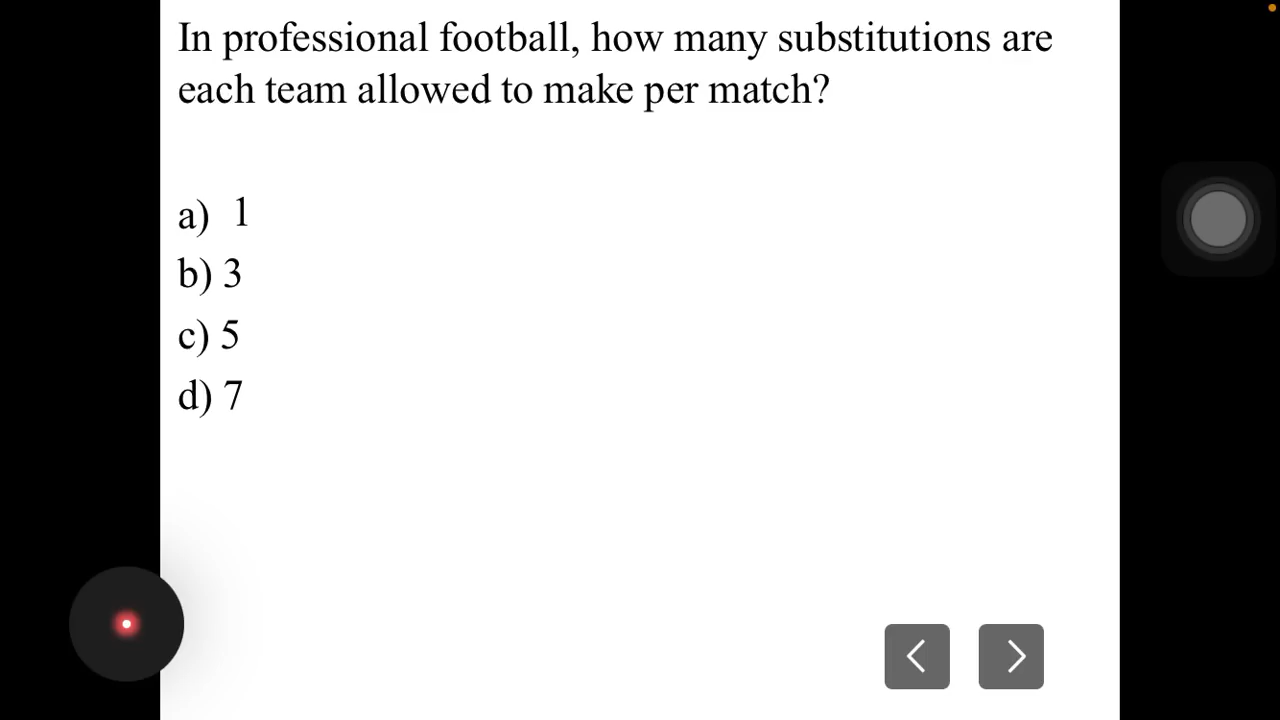 In professional football, how many substitutions are
each team allowed to make per match?
a) 1
b) 3
c) 5
d) 7